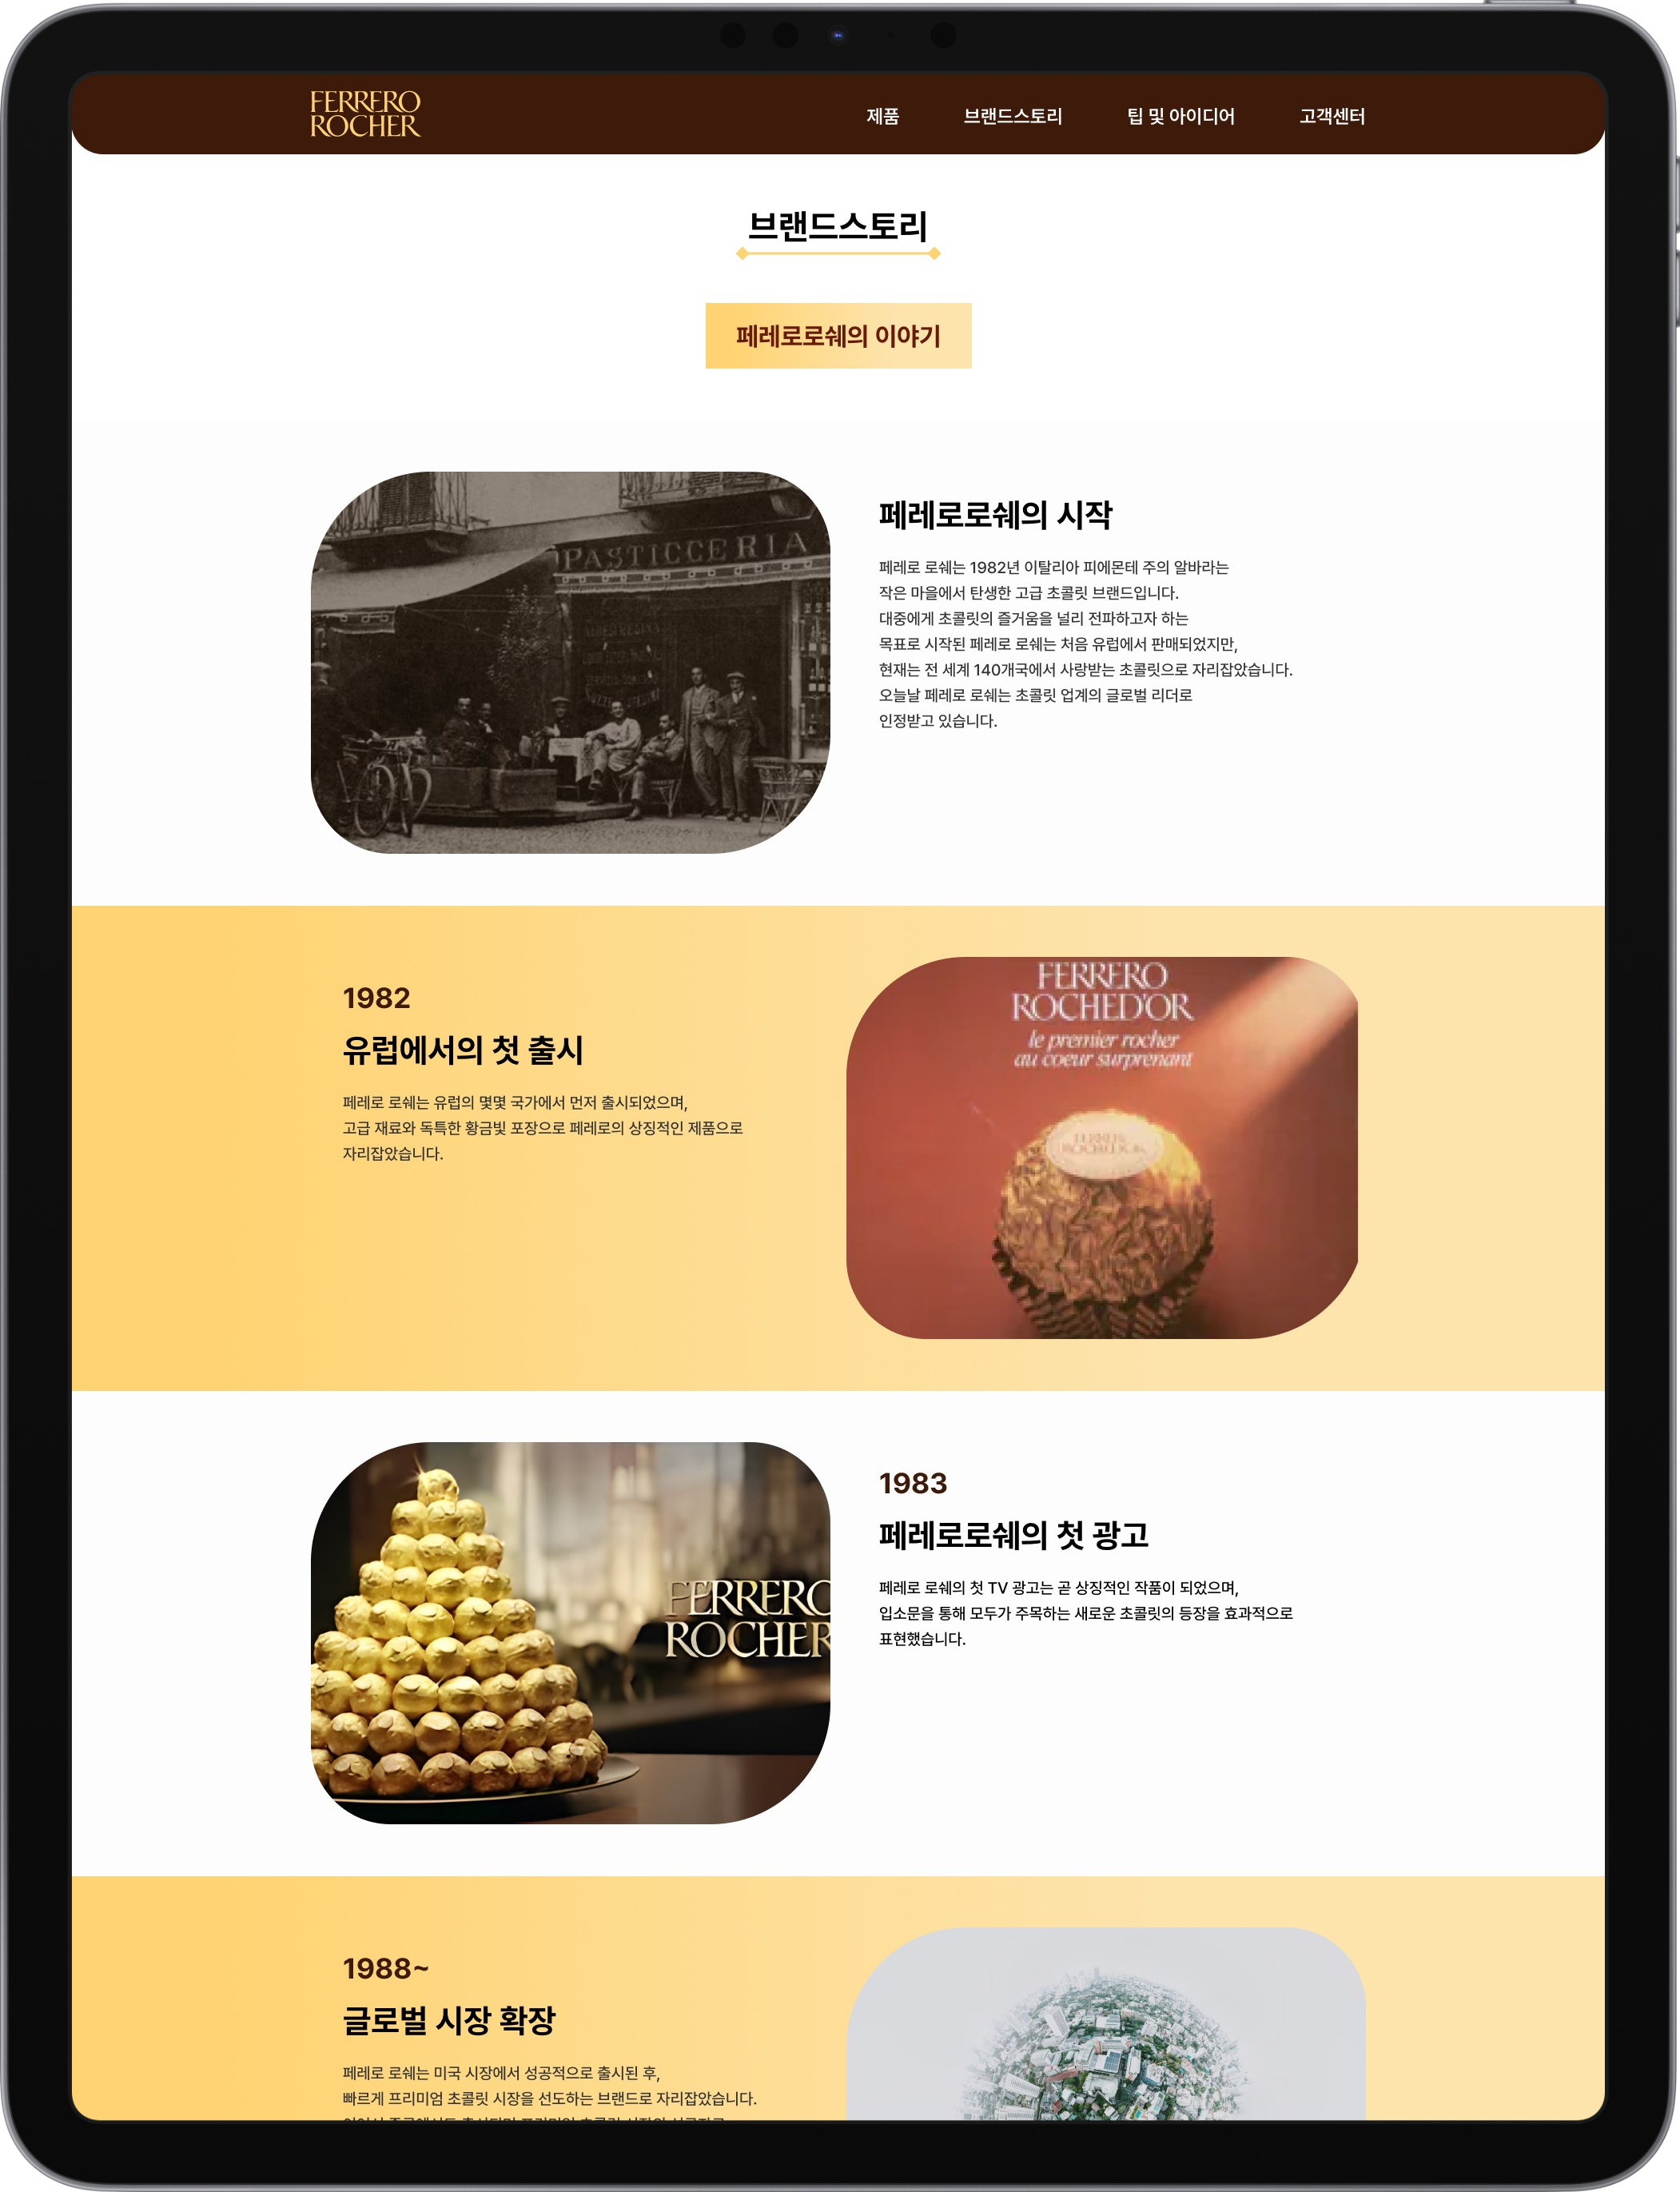 FERRERO
ROCHER
제품
브랜드스토리
팁 및 아이디어
고객센터
브랜드스토리
페레로로쉐의 이야기
PASTICCERIA
페레로로쉐의 시작
페레로 로쉐는 1982년 이탈리아 피에몬테 주의 알바라는
작은 마을에서 탄생한 고급 초콜릿 브랜드입니다.
대중에게 초콜릿의 즐거움을 널리 전파하고자 하는
목표로 시작된 페레로 로쉐는 처음 유럽에서 판매되었지만,
현재는 전 세계 140개국에서 사랑받는 초콜릿으로 자리잡았습니다.
오늘날 페레로 로쉐는 초콜릿 업계의 글로벌 리더로
인정받고 있습니다.
1982
유럽에서의 첫 출시
페레로 로쉐는 유럽의 몇몇 국가에서 먼저 출시되었으며,
고급 재료와 독특한 황금빛 포장으로 페레로의 상징적인 제품으로
자리잡았습니다.
FERRERO
ROCHED'OR
le premier rocher
au coeur surprenant
FERRERO
ROCHER
1983
페레로로쉐의 첫 광고
페레로 로쉐의 첫 TV 광고는 곧 상징적인 작품이 되었으며,
입소문을 통해 모두가 주목하는 새로운 초콜릿의 등장을 효과적으로
표현했습니다.
1988~
글로벌 시장 확장
페레로 로쉐는 미국 시장에서 성공적으로 출시된 후,
빠르게 프리미엄 초콜릿 시장을 선도하는 브랜드로 자리잡았습니다.